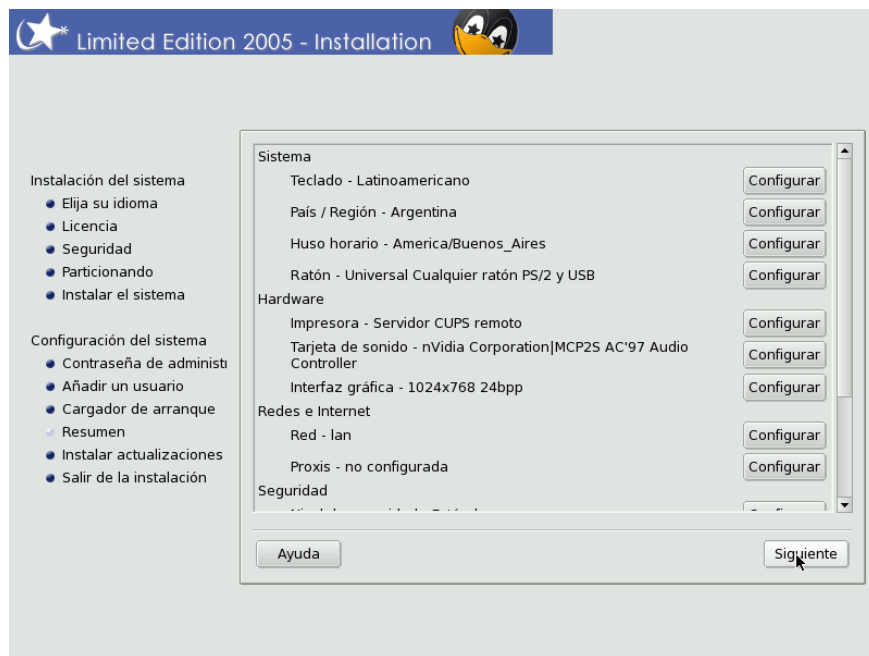 Limited Edition 2005 - Installation
Instalación del sistema
Elija su idioma
Licencia
Seguridad
Particionando
Instalar el sistema
Configuración del sistema
Contraseña de administ
Añadir un usuario
Cargador de arranque
Resumen
Instalar actualizaciones
Salir de la instalación
Sistema
Teclado - Latinoamericano
Configurar
País / Región - Argentina
Configurar
Huso horario - America/Buenos_Aires
Configurar
Ratón - Universal Cualquier ratón PS/2 y USB
Configurar
Hardware
Impresora - Servidor CUPS remoto
Configurar
Tarjeta de sonido - nVidia Corporation|MCP2S AC'97 Audio
Controller
Configurar
Interfaz gráfica - 1024x768 24bpp
Configurar
Redes e Internet
Red - lan
Configurar
Proxis - no configurada
Configurar
Seguridad
Ayuda
Siguiente